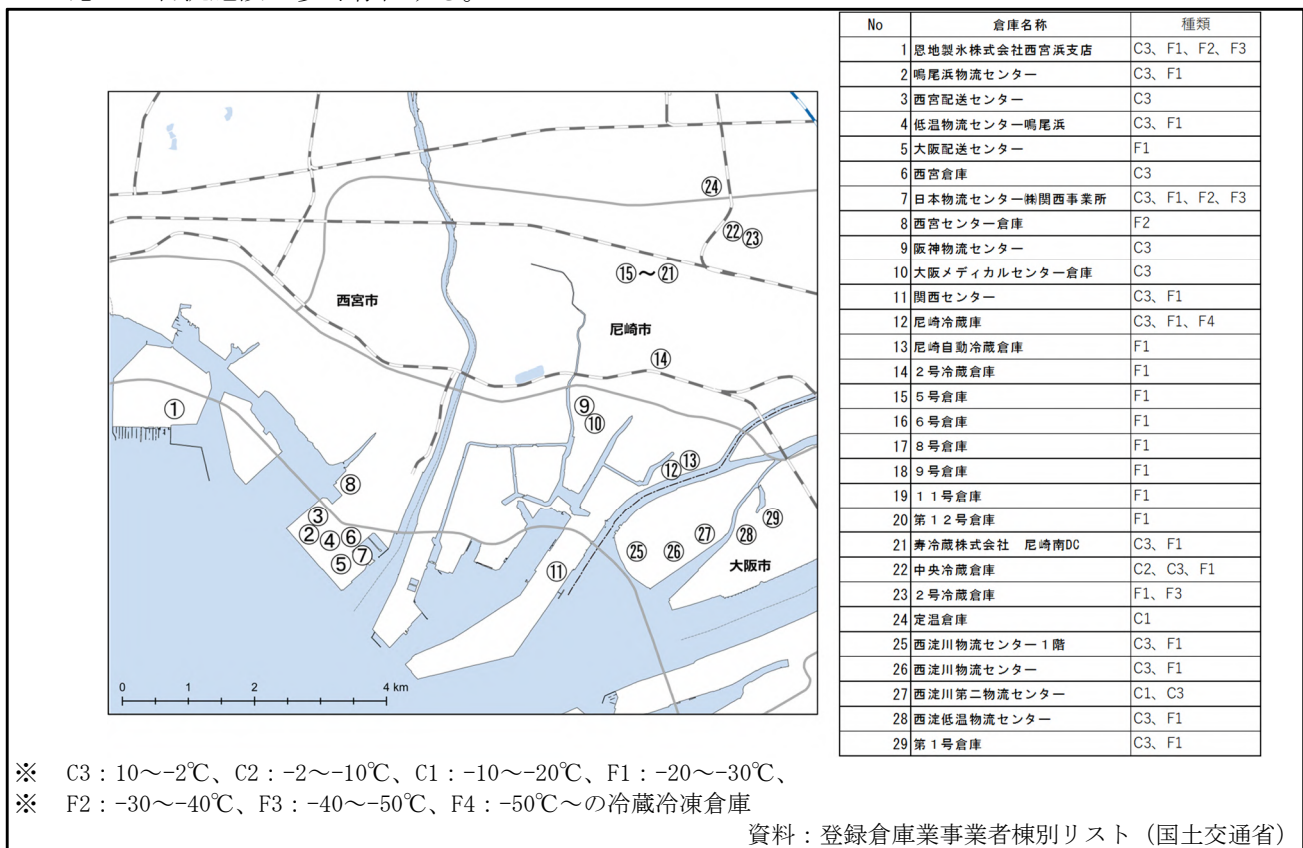 No 倉庫名称 種類
1 恩地製氷株式会社西宮浜支店 C3、F1、F2、F3
2 鳴尾浜物流センター C3、F1
3 西宮配送センター C3
4 低温物流センター鳴尾浜 C3、F1
5 大阪配送センター F1
6 西宮倉庫 C3
7 日本物流センター㈱関西事業所 C3、F1、F2、F3
8 西宮センター倉庫 F2
9 阪神物流センター C3
10 大阪メディカルセンター倉庫 C3
11 関西センター C3、F1
12 尼崎冷蔵庫 C3、F1、F4
13 尼崎自動冷蔵倉庫 F1
14 2号冷蔵倉庫 F1
15 5号倉庫 F1
16 6号倉庫 F1
17 8号倉庫 F1
18 9号倉庫 F1
19 11号倉庫 F1
20 第12号倉庫 F1
21 寿冷蔵株式会社 尼崎南DC C3、F1
22 中央冷蔵倉庫 C2、C3、F1
23 2号冷蔵倉庫 F1、F3
24 定温倉庫 C1
25 西淀川物流センター1階 C3、F1
26 西淀川物流センター C3、F1
27 西淀川第二物流センター C1、C3
28 西淀低温物流センター C3、F1
29 第1号倉庫 C3、F1
㉔
㉒㉓
⑮～㉑
西宮市
尼崎市
⑭
①
⑨
⑩
⑫⑬
⑧
③
②④⑥
⑤⑦
⑪
㉕㉖㉗㉘㉙
大阪市
0 1 2 4 km
※ C3：10～-2℃、C2：-2～-10℃、C1：-10～-20℃、F1：-20～-30℃、
※ F2：-30～-40℃、F3：-40～-50℃、F4：-50℃～の冷蔵冷凍倉庫
資料：登録倉庫業事業者棟別リスト（国土交通省）